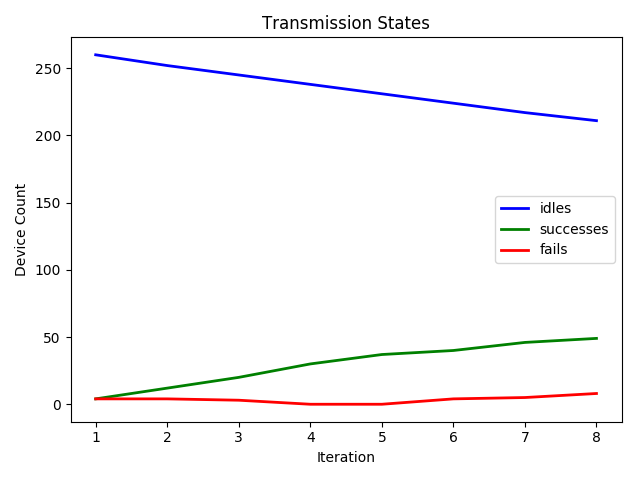 Transmission States
Device Count
250
200
150
100
50
0
idles
successes
fails
1 2 3 4 5 6 7 8
Iteration